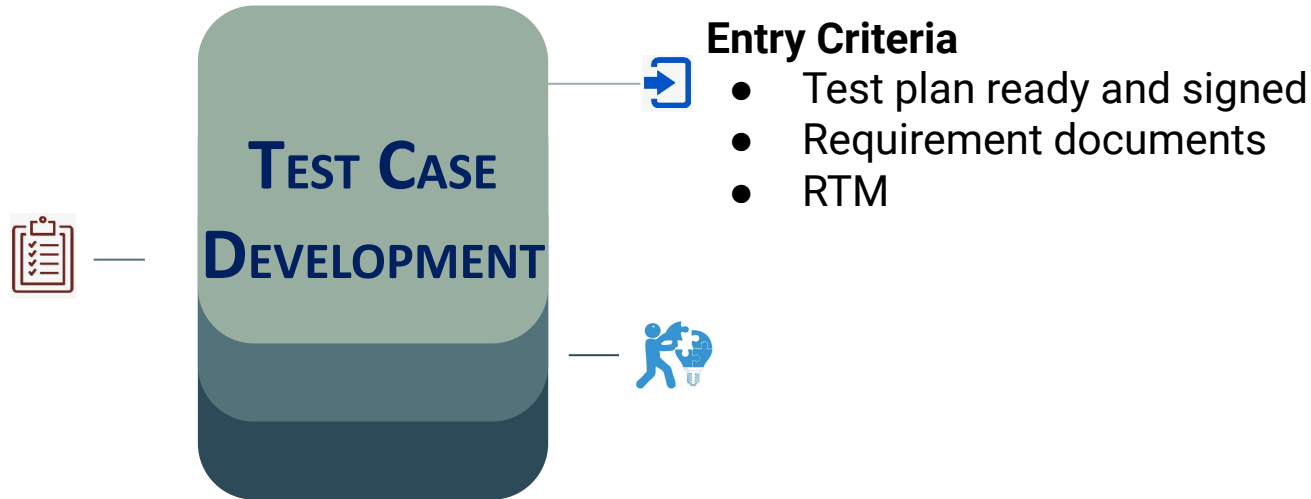 Entry Criteria
● Test plan ready and signed
● Requirement documents
● RTM
TEST CASE
DEVELOPMENT